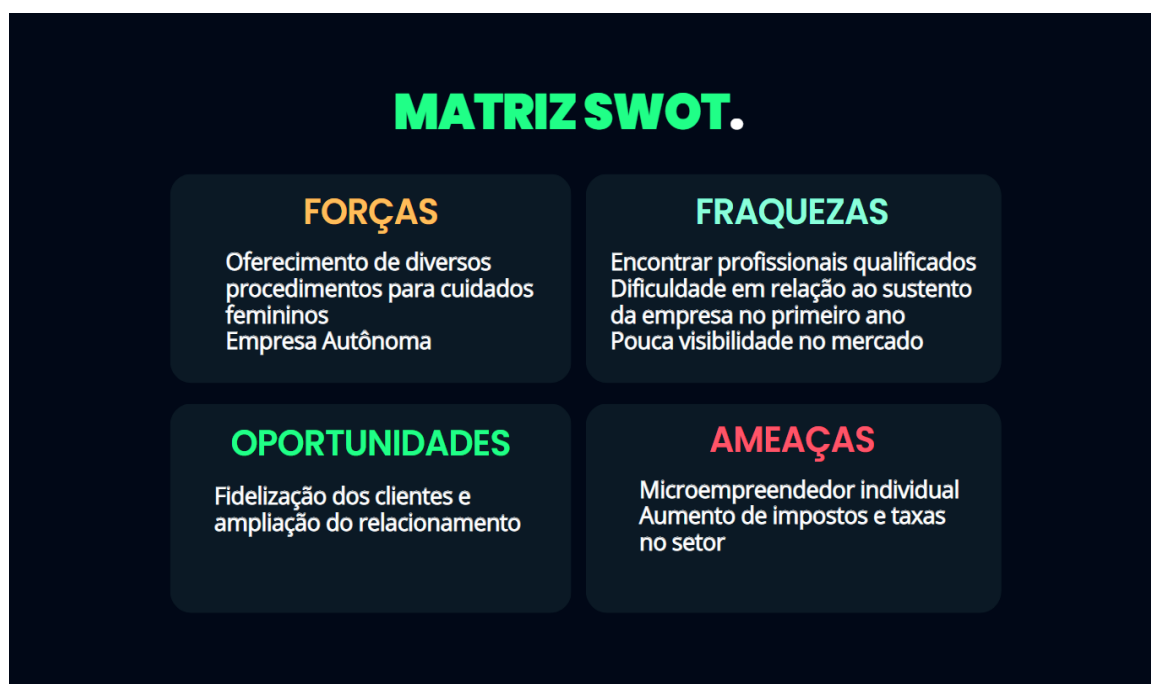 MATRIZ SWOT.
FORÇAS
Oferecimento de diversos
procedimentos para cuidados
femininos
Empresa Autônoma
FRAQUEZAS
Encontrar profissionais qualificados
Dificuldade em relação ao sustento
da empresa no primeiro ano
Pouca visibilidade no mercado
OPORTUNIDADES
Fidelização dos clientes e
ampliação do relacionamento
AMEAÇAS
Microempreendedor individual
Aumento de impostos e taxas
no setor